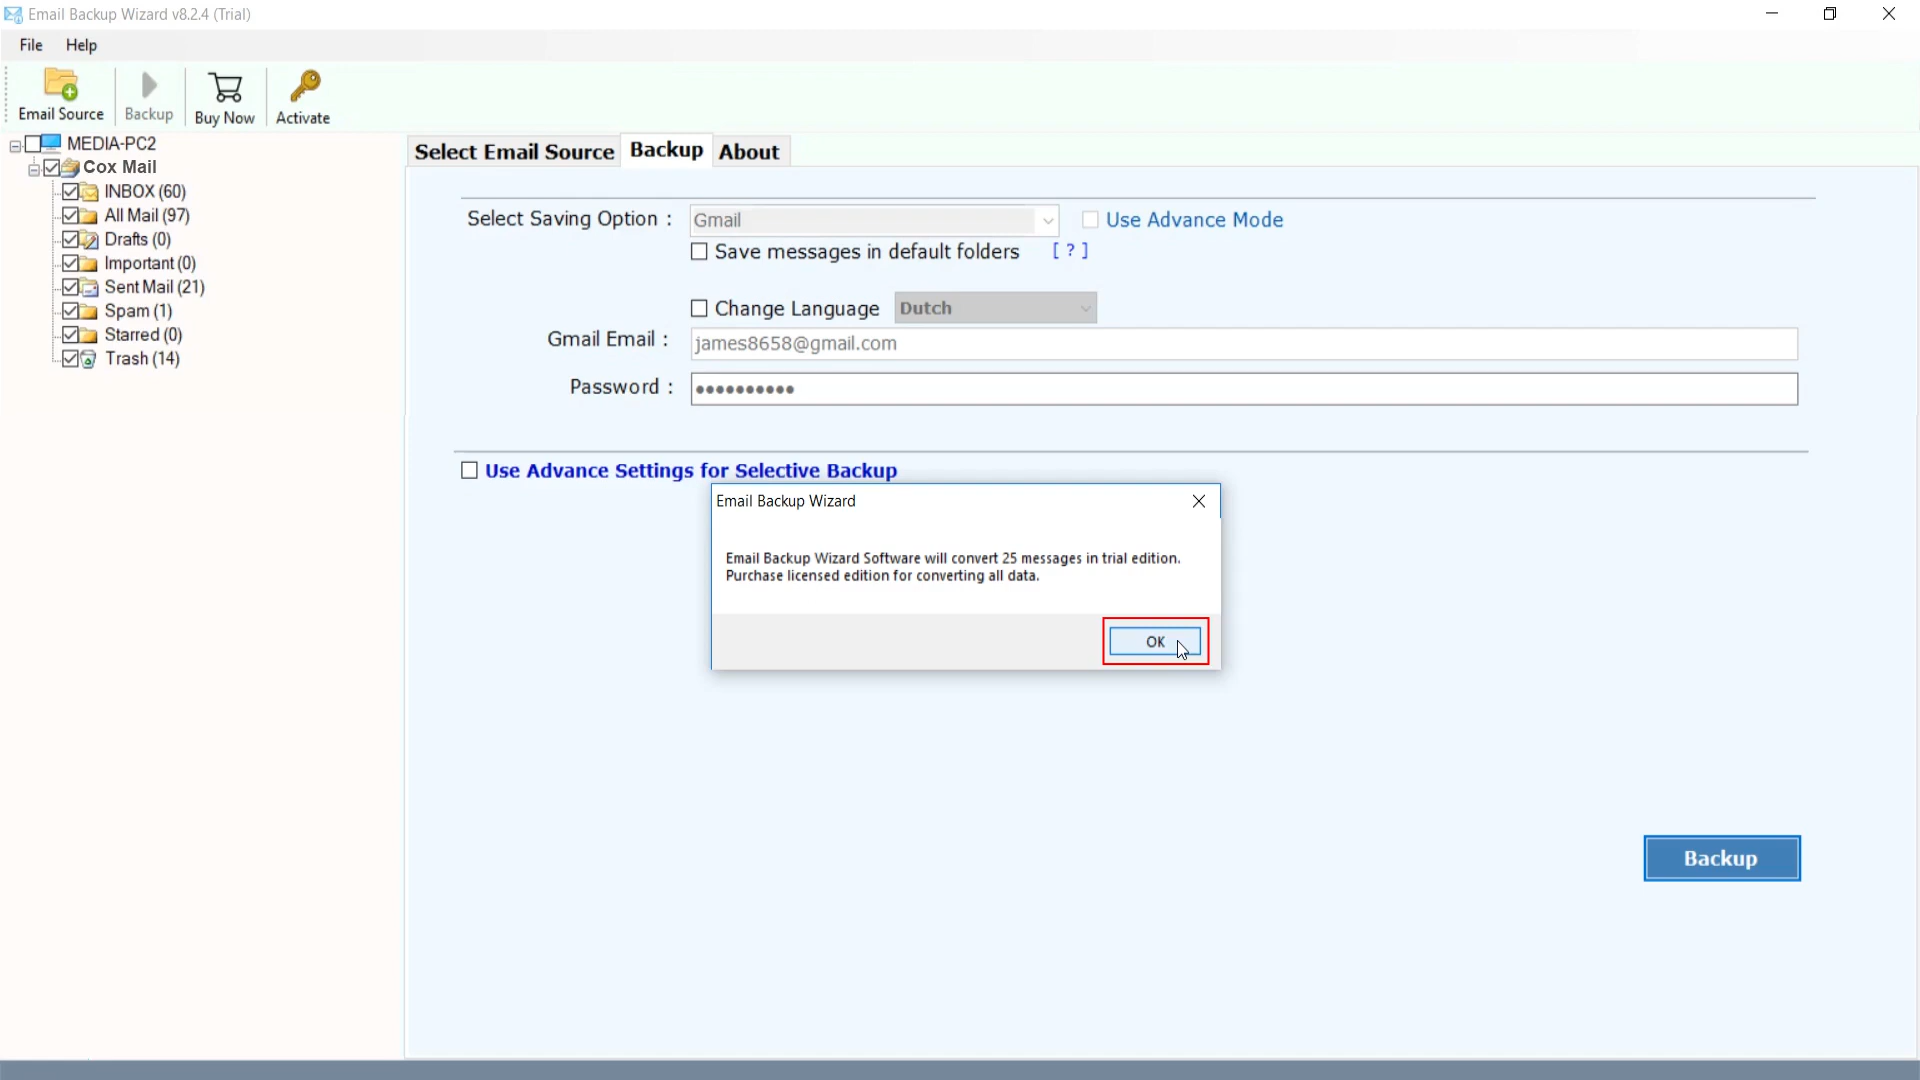 Email Backup Wizard v8.2.4 (Trial)
File Help
Email Source Backup Buy Now Activate
MEDIA-PC2
Cox Mail
INBOX (60)
All Mail (97)
Drafts (0)
Important (0)
Sent Mail (21)
Spam (1)
Starred (0)
Trash (14)
Select Email Source Backup About
Select Saving Option : Gmail Use Advance Mode
Save messages in default folders [ ? ]
Change Language Dutch
Gmail Email : james8658@gmail.com
Password : ●●●●●●●●●●
Use Advance Settings for Selective Backup
Email Backup Wizard
Email Backup Wizard Software will convert 25 messages in trial edition.
Purchase licensed edition for converting all data.
OK
Backup